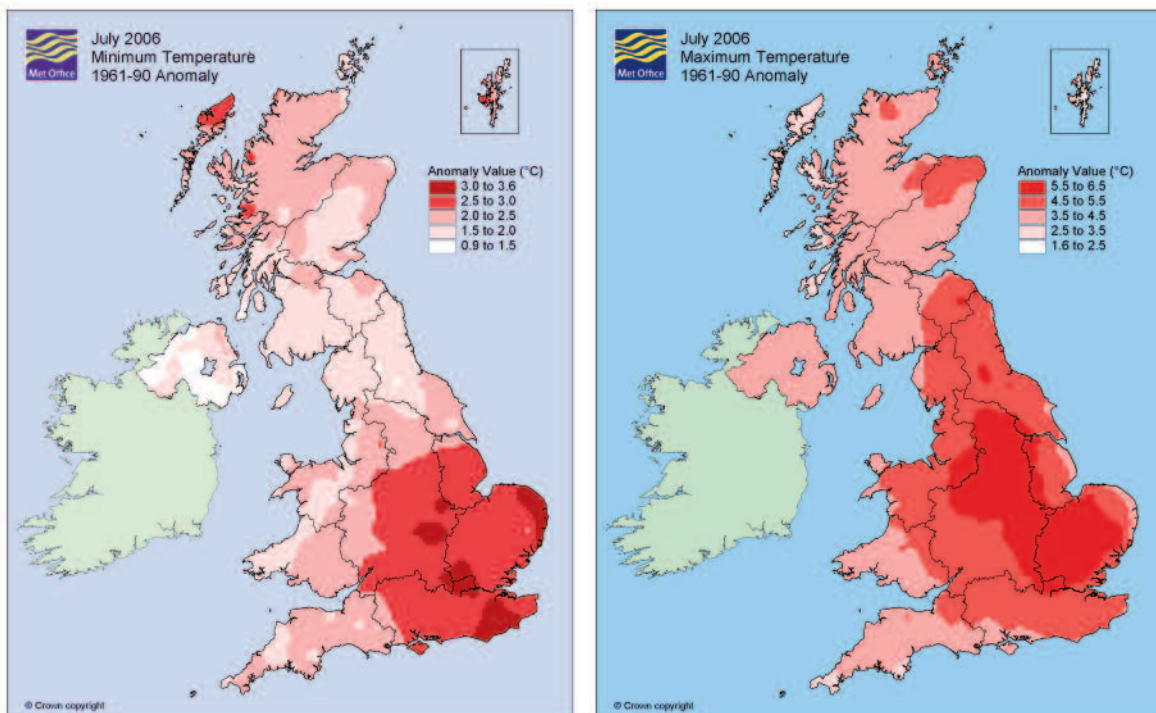 Met Office
July 2006
Minimum Temperature
1961-90 Anomaly
Anomaly Value (°C)
3.0 to 3.6
2.5 to 3.0
2.0 to 2.5
1.5 to 2.0
0.9 to 1.5
© Crown copyright
Met Office
July 2006
Maximum Temperature
1961-90 Anomaly
Anomaly Value (°C)
5.5 to 6.5
4.5 to 5.5
3.5 to 4.5
2.5 to 3.5
1.6 to 2.5
© Crown copyright